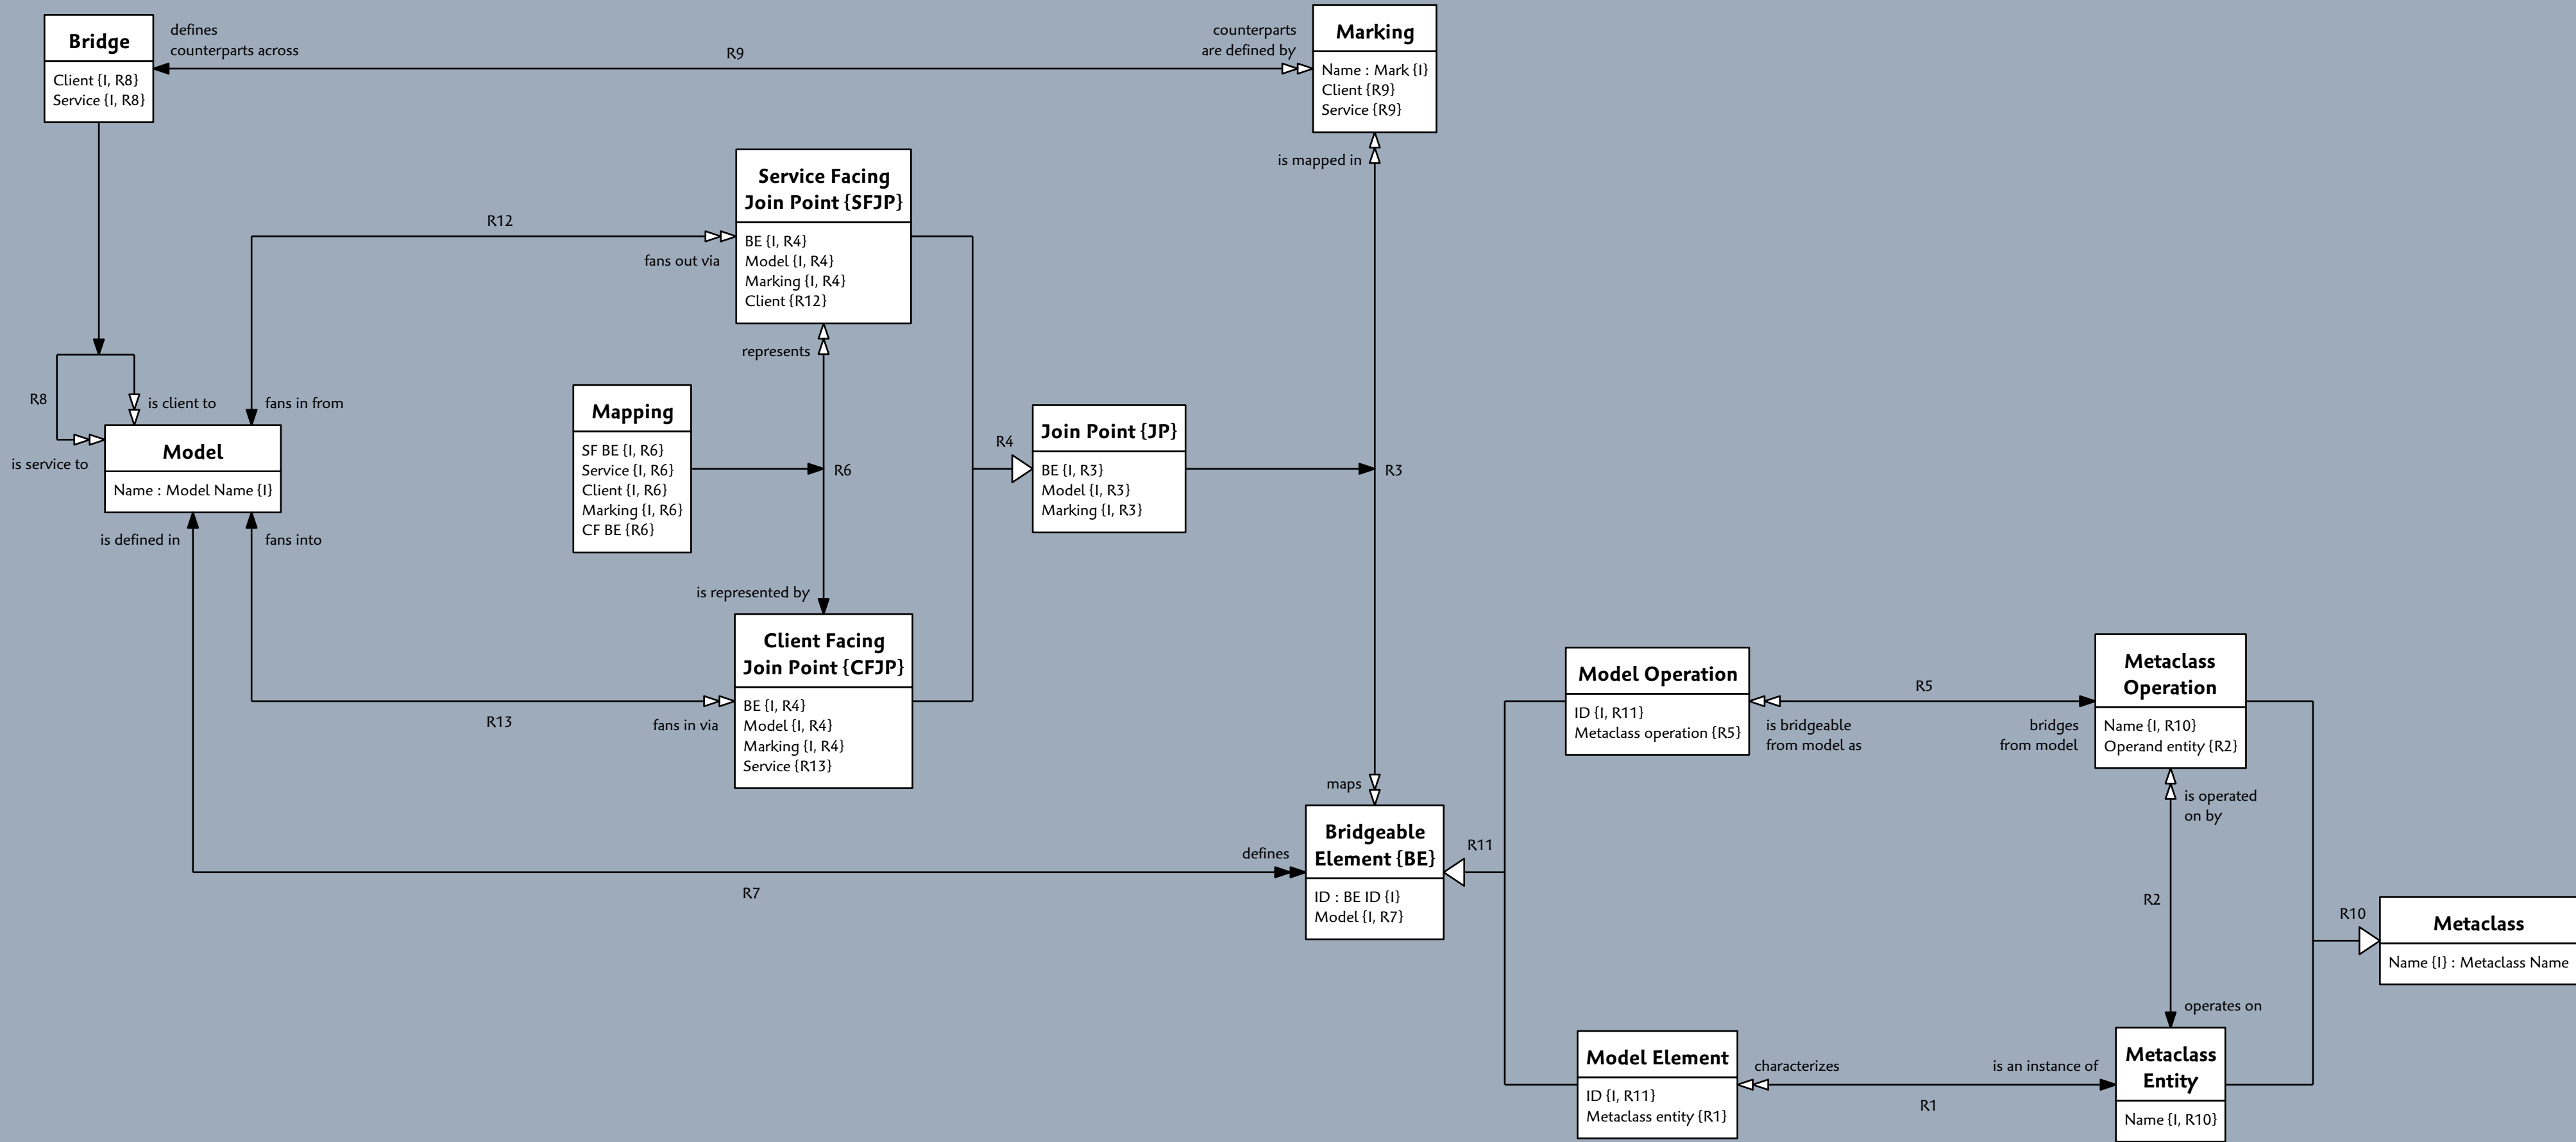 Bridge
Client {I, R8}
Service {I, R8}
defines
counterparts across
R9
counterparts
are defined by
Marking
Name : Mark {I}
Client {R9}
Service {R9}
is mapped in
Service Facing
Join Point {SFJP}
BE {I, R4}
Model {I, R4}
Marking {I, R4}
Client {R12}
R12
fans out via
represents
R8
is client to
fans in from
is service to
Model
Name : Model Name {I}
is defined in
fans into
Mapping
SF BE {I, R6}
Service {I, R6}
Client {I, R6}
Marking {I, R6}
CF BE {R6}
R6
R4
Join Point {JP}
BE {I, R3}
Model {I, R3}
Marking {I, R3}
R3
is represented by
Client Facing
Join Point {CFJP}
BE {I, R4}
Model {I, R4}
Marking {I, R4}
Service {R13}
R13
fans in via
maps
defines
R7
Bridgeable
Element {BE}
ID : BE ID {I}
Model {I, R7}
R11
Model Operation
ID {I, R11}
Metaclass operation {R5}
R5
is bridgeable
from model as
bridges
from model
Metaclass
Operation
Name {I, R10}
Operand entity {R2}
is operated
on by
R2
R10
Metaclass
Name {I} : Metaclass Name
operates on
Model Element
ID {I, R11}
Metaclass entity {R1}
characterizes
is an instance of
R1
Metaclass
Entity
Name {I, R10}